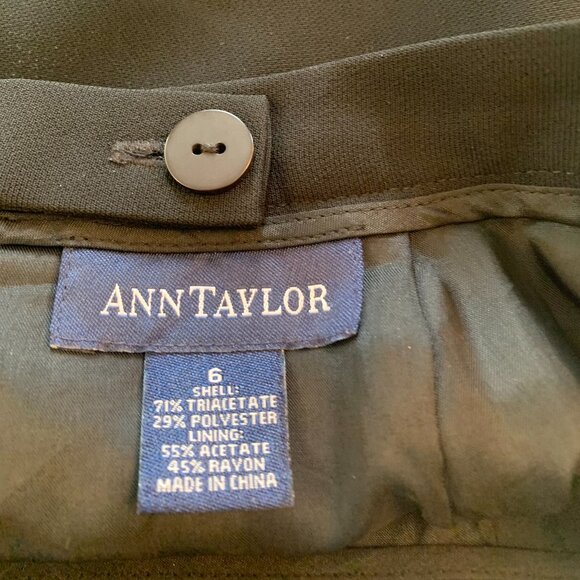 ANNTAYLOR
6
SHELL:
71% TRIACETATE
29% POLYESTER
LINING:
55% ACETATE
45% RAYON
MADE IN CHINA